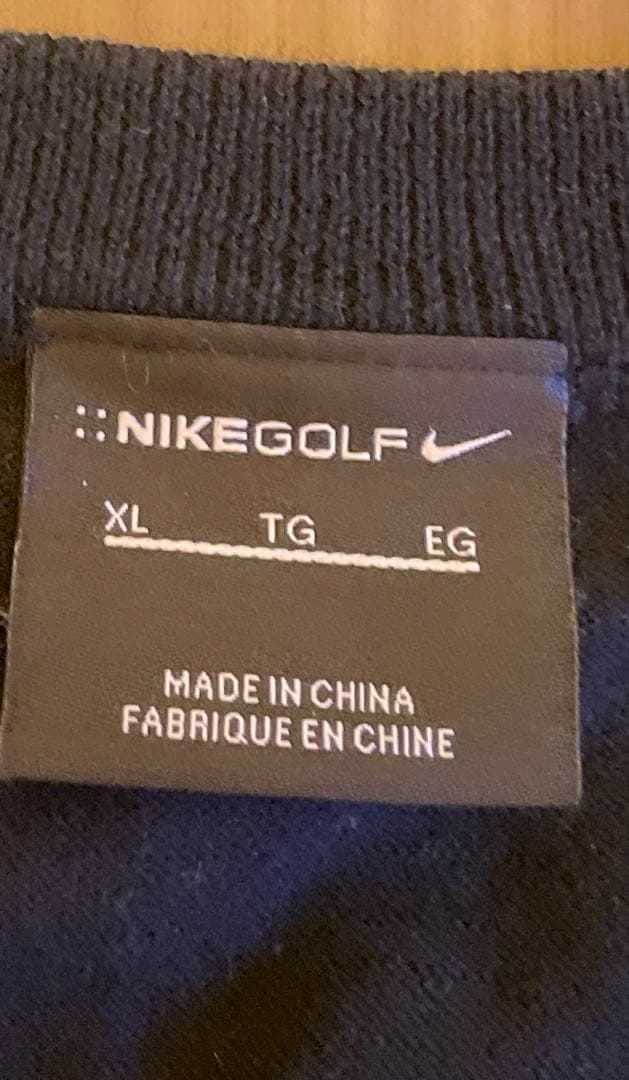 NIKEGOLF
XL TG EG
MADE IN CHINA
FABRIQUE EN CHINE